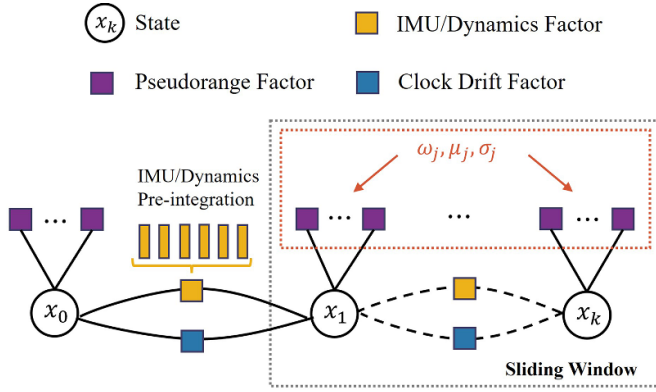 x_k State
IMU/Dynamics Factor
Pseudorange Factor
Clock Drift Factor
ω_j, μ_j, σ_j
IMU/Dynamics
Pre-integration
... ... ... ...
x_0
x_1
x_k
Sliding Window